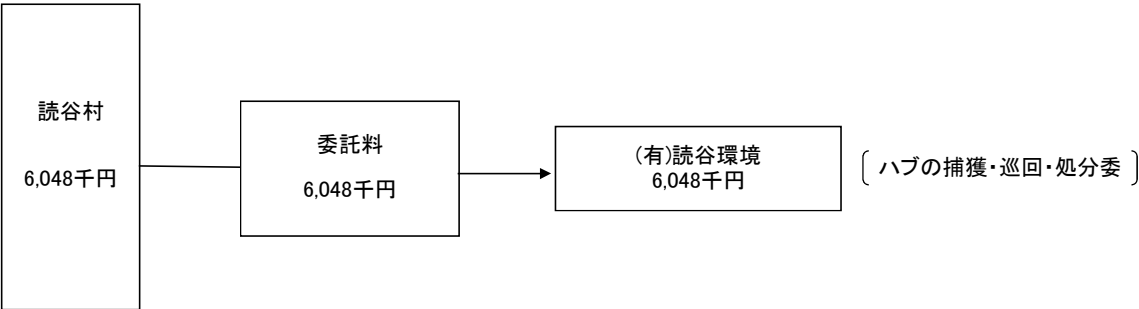 読谷村
6,048千円
委託料
6,048千円
(有)読谷環境
6,048千円
ハブの捕獲・巡回・処分委